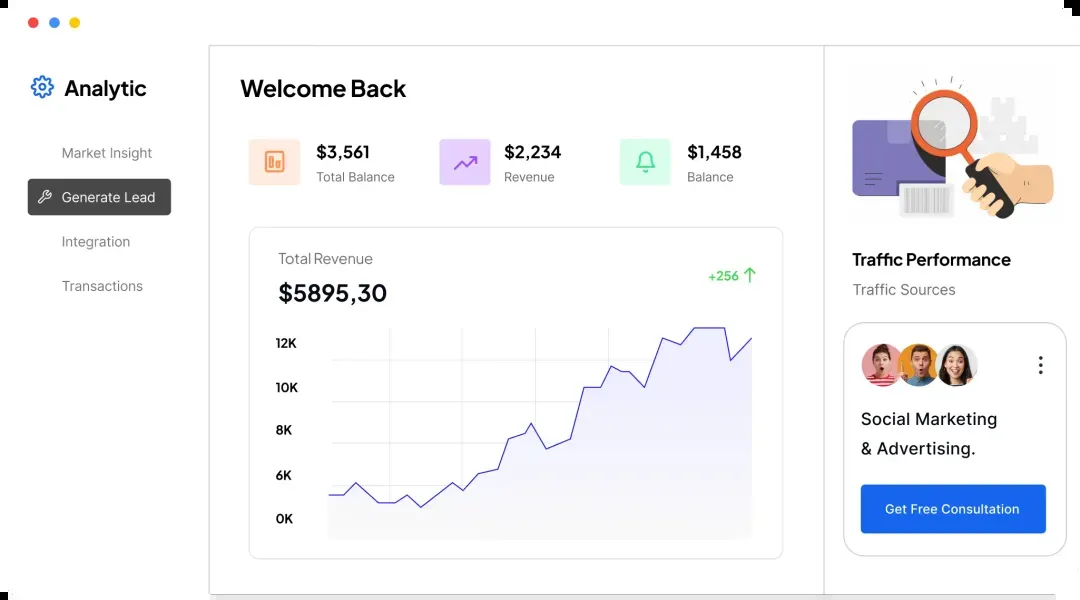 Analytic
Market Insight
Generate Lead
Integration
Transactions
Welcome Back
$3,561
Total Balance
$2,234
Revenue
$1,458
Balance
Total Revenue
$5895,30
+256
12K
10K
8K
6K
0K
Traffic Performance
Traffic Sources
Social Marketing
& Advertising.
Get Free Consultation